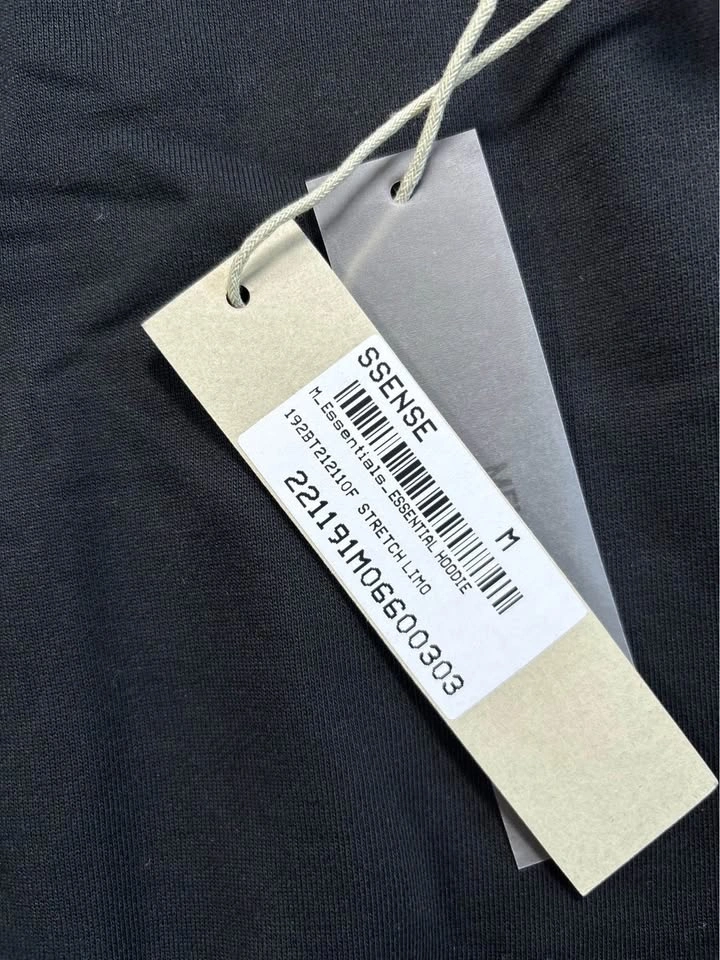 SSENSE
M
M_Essentials_ESSENTIAL HOODIE
192BT212110F STRETCH LIMO
221191M06600303